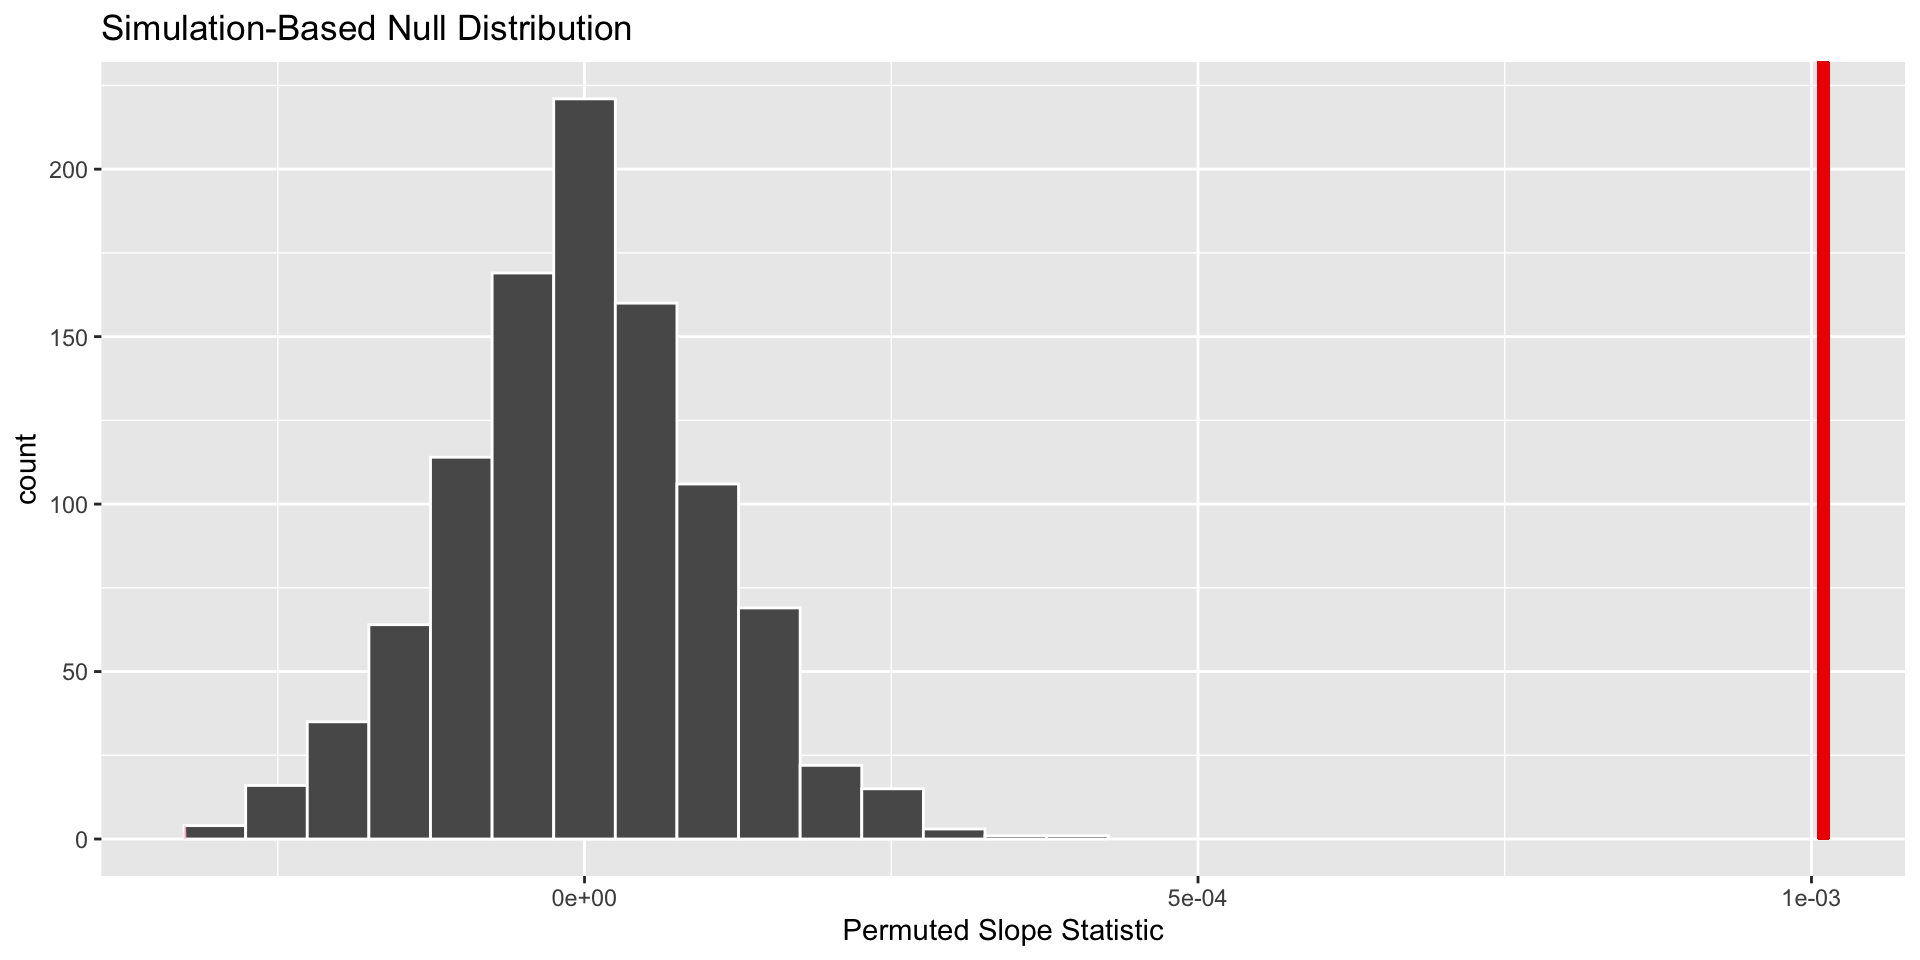 Simulation-Based Null Distribution
count
200
150
100
50
0
0e+00
5e-04
1e-03
Permuted Slope Statistic